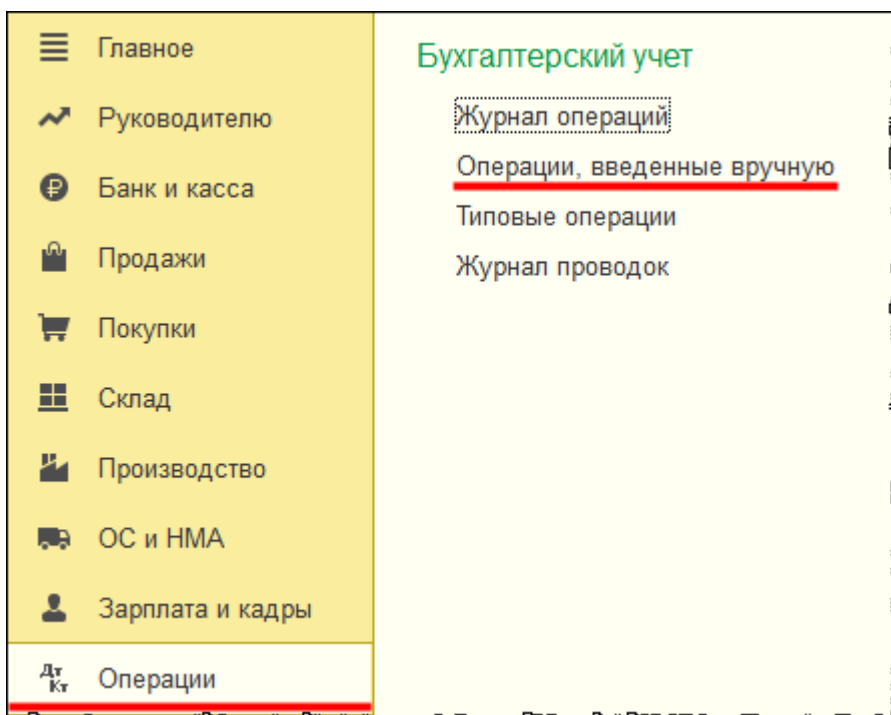 Главное
Руководителю
Банк и касса
Продажи
Покупки
Склад
Производство
ОС и НМА
Зарплата и кадры
Дт
Кт
Операции
Бухгалтерский учет
Журнал операций
Операции, введенные вручную
Типовые операции
Журнал проводок